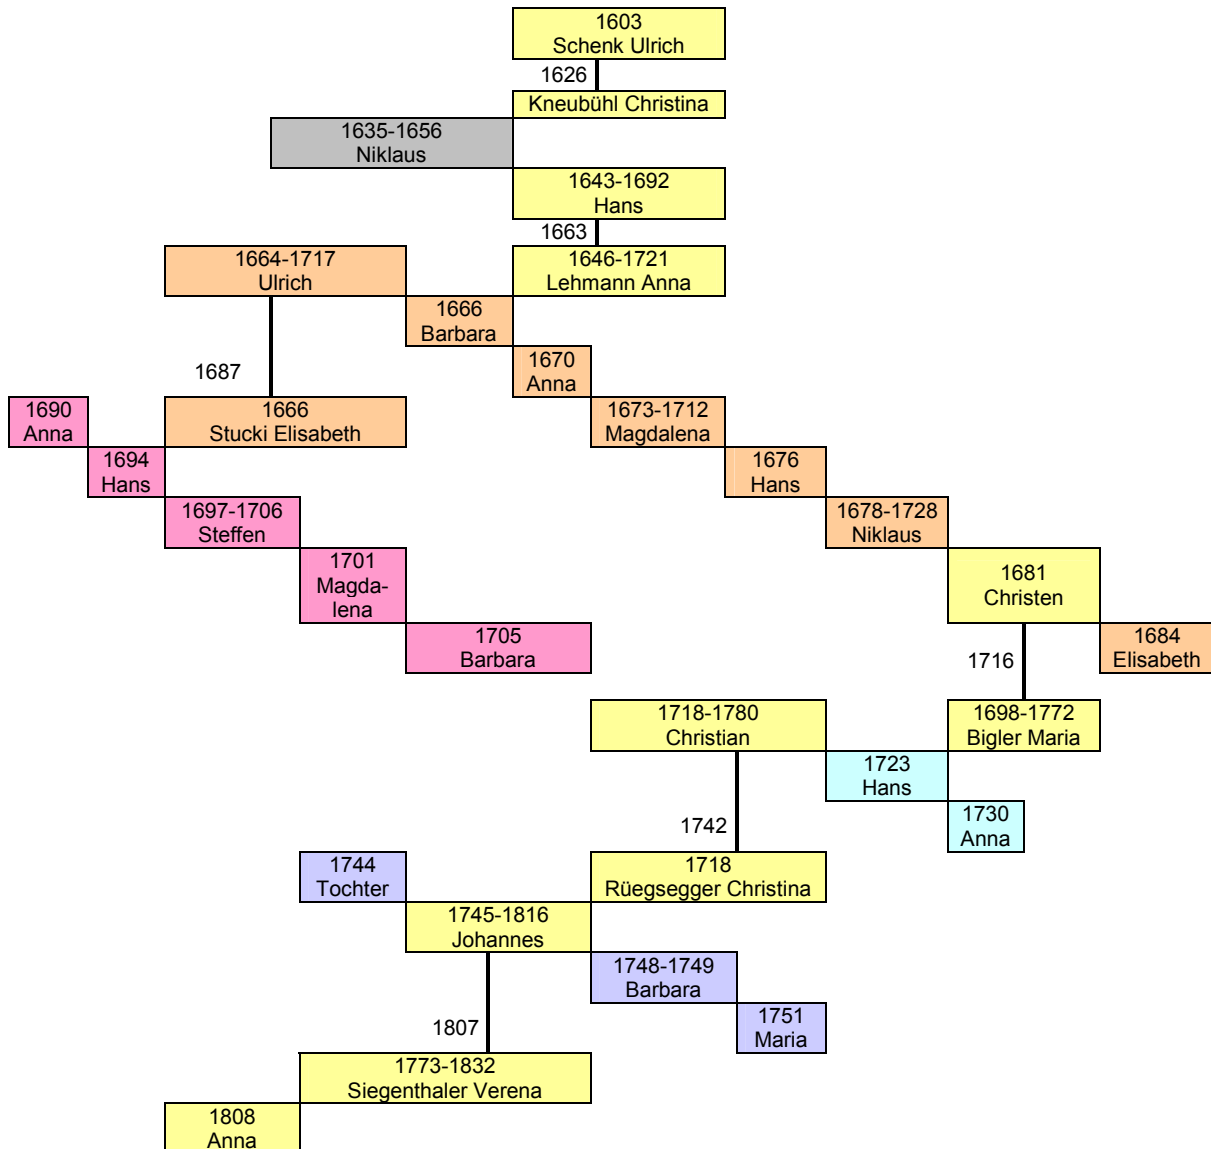 1603
Schenk Ulrich
1626
Kneubühl Christina
1635-1656
Niklaus
1643-1692
Hans
1663
1664-1717
Ulrich
1646-1721
Lehmann Anna
1666
Barbara
1670
Anna
1687
1690
Anna
1666
Stucki Elisabeth
1673-1712
Magdalena
1694
Hans
1676
Hans
1697-1706
Steffen
1678-1728
Niklaus
1701
Magda-
lena
1681
Christen
1705
Barbara
1684
Elisabeth
1716
1718-1780
Christian
1698-1772
Bigler Maria
1723
Hans
1730
Anna
1742
1744
Tochter
1718
Rüegsegger Christina
1745-1816
Johannes
1748-1749
Barbara
1751
Maria
1807
1773-1832
Siegenthaler Verena
1808
Anna